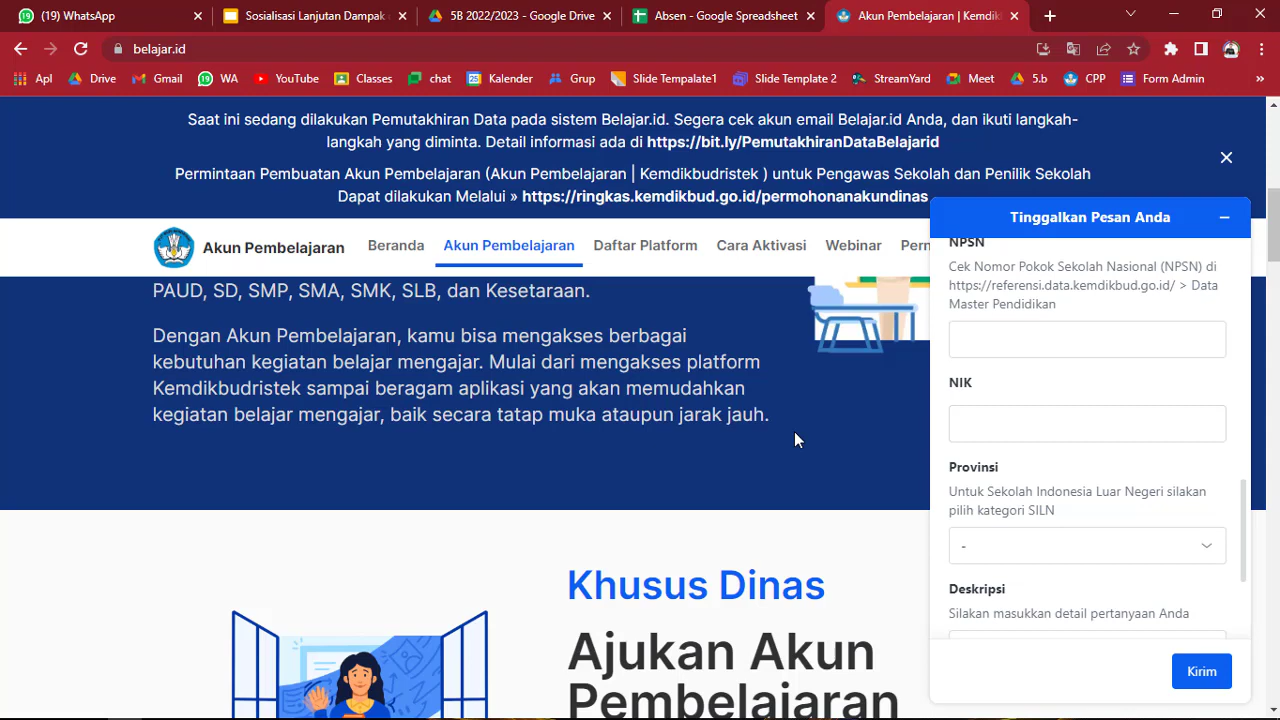 (19) WhatsApp
Sosialisasi Lanjutan Dampak
5B 2022/2023 - Google Drive
Absen - Google Spreadsheet
Akun Pembelajaran | Kemdik
belajar.id
Apl
Drive
Gmail
19
WA
YouTube
Classes
chat
25
Kalender
Grup
Slide Tempalate1
Slide Template 2
StreamYard
Meet
5.b
CPP
Form Admin
»
Saat ini sedang dilakukan Pemutakhiran Data pada sistem Belajar.id. Segera cek akun email Belajar.id Anda, dan ikuti langkah-
langkah yang diminta. Detail informasi ada di https://bit.ly/PemutakhiranDataBelajarid
Permintaan Pembuatan Akun Pembelajaran (Akun Pembelajaran | Kemdikbudristek ) untuk Pengawas Sekolah dan Penilik Sekolah
Dapat dilakukan Melalui » https://ringkas.kemdikbud.go.id/permohonanakundinas
Akun Pembelajaran
Beranda
Akun Pembelajaran
Daftar Platform
Cara Aktivasi
Webinar
Pern
PAUD, SD, SMP, SMA, SMK, SLB, dan Kesetaraan.
Dengan Akun Pembelajaran, kamu bisa mengakses berbagai
kebutuhan kegiatan belajar mengajar. Mulai dari mengakses platform
Kemdikbudristek sampai beragam aplikasi yang akan memudahkan
kegiatan belajar mengajar, baik secara tatap muka ataupun jarak jauh.
Khusus Dinas
Ajukan Akun
Pembelajaran
Tinggalkan Pesan Anda
NPSN
Cek Nomor Pokok Sekolah Nasional (NPSN) di
https://referensi.data.kemdikbud.go.id/ > Data
Master Pendidikan
NIK
Provinsi
Untuk Sekolah Indonesia Luar Negeri silakan
pilih kategori SILN
-
Deskripsi
Silakan masukkan detail pertanyaan Anda
Kirim